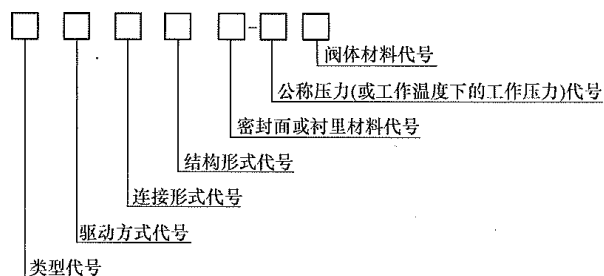 阀体材料代号
公称压力(或工作温度下的工作压力)代号
密封面或衬里材料代号
结构形式代号
连接形式代号
驱动方式代号
类型代号